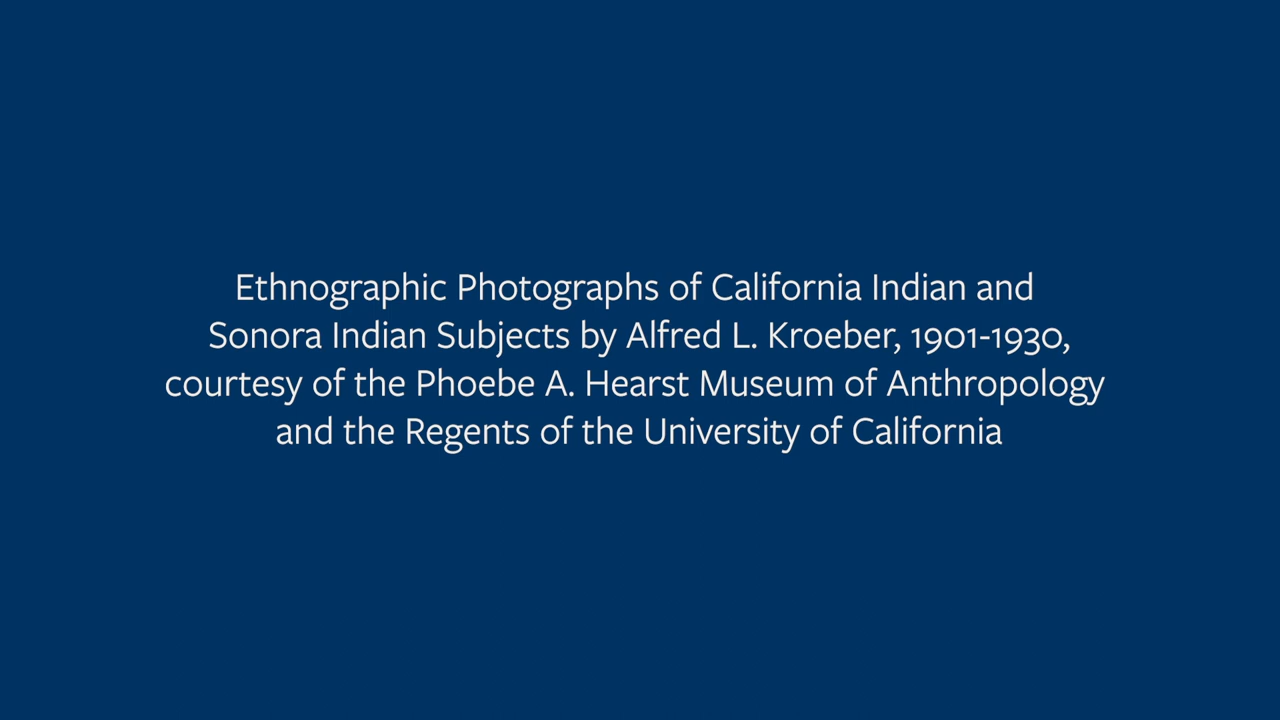 Ethnographic Photographs of California Indian and
Sonora Indian Subjects by Alfred L. Kroeber, 1901-1930,
courtesy of the Phoebe A. Hearst Museum of Anthropology
and the Regents of the University of California